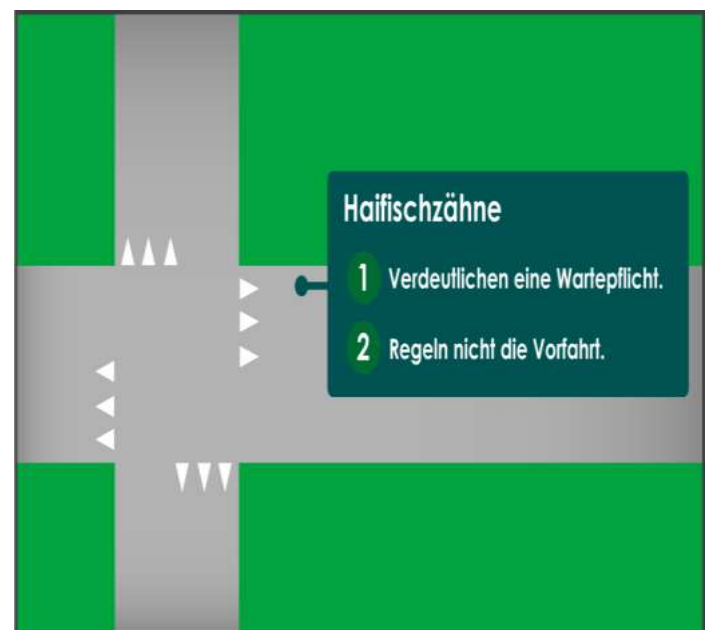 Haifischzähne
1 Verdeutlichen eine Wartepflicht.
2 Regeln nicht die Vorfahrt.